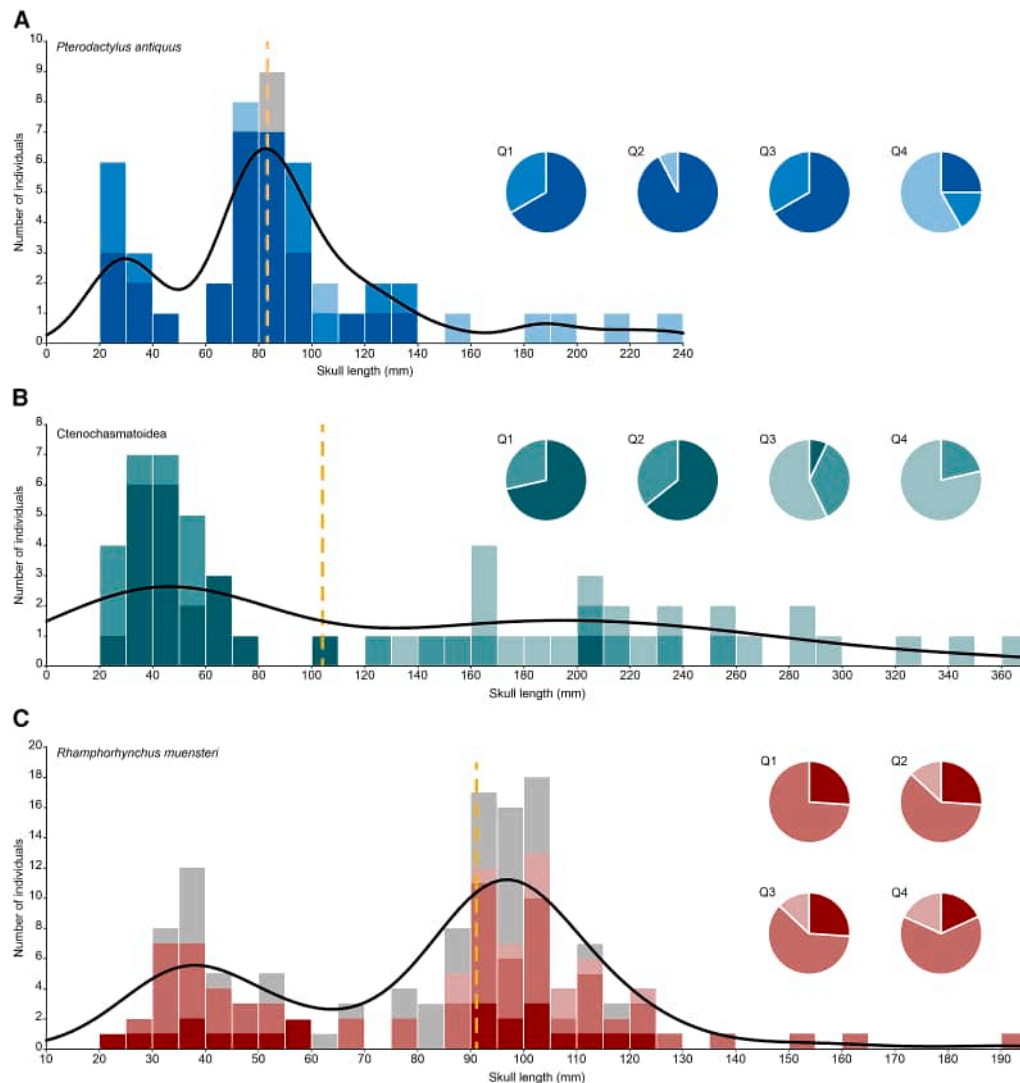 A
Pterodactylus antiquus
Number of individuals
10
9
8
7
6
5
4
3
2
1
0
0 20 40 60 80 100 120 140 160 180 200 220 240
Skull length (mm)
Q1 Q2 Q3 Q4
B
Ctenochasmatoidea
Number of individuals
8
7
6
5
4
3
2
1
0
0 20 40 60 80 100 120 140 160 180 200 220 240 260 280 300 320 340 360
Skull length (mm)
Q1 Q2 Q3 Q4
C
Rhamphorhynchus muensteri
Number of individuals
20
18
16
14
12
10
8
6
4
2
0
10 20 30 40 50 60 70 80 90 100 110 120 130 140 150 160 170 180 190
Skull length (mm)
Q1 Q2
Q3 Q4